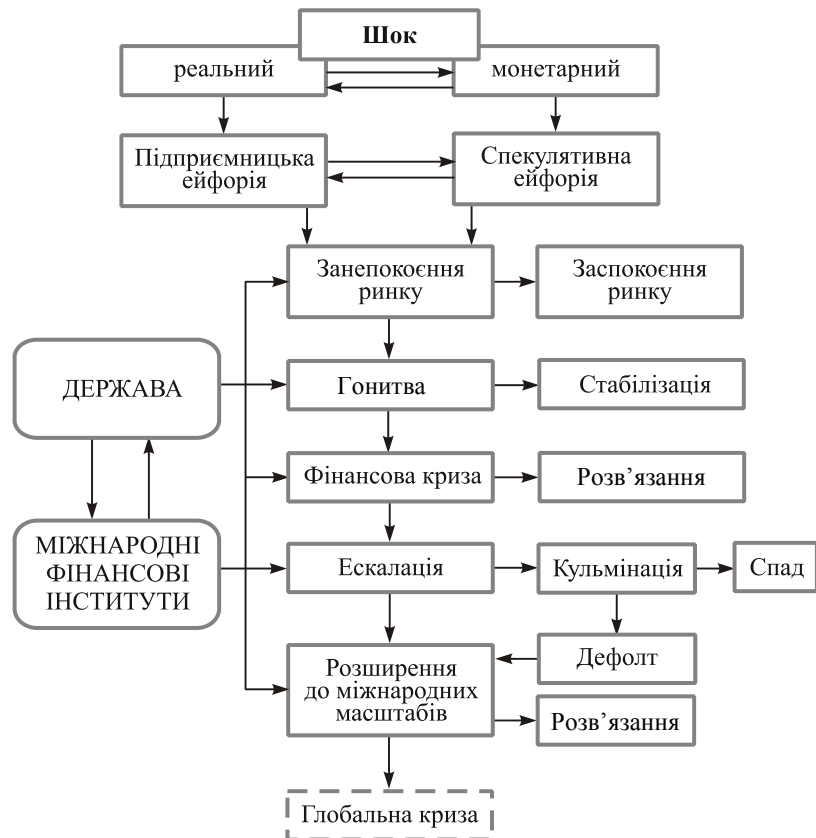 Шок
реальний
монетарний
Підприємницька
ейфорія
Спекулятивна
ейфорія
Занепокоєння
ринку
Заспокоєння
ринку
ДЕРЖАВА
Гонитва
Стабілізація
Фінансова криза
Розв’язання
МІЖНАРОДНІ
ФІНАНСОВІ
ІНСТИТУТИ
Ескалація
Кульмінація
Спад
Розширення
до міжнародних
масштабів
Дефолт
Розв’язання
Глобальна криза